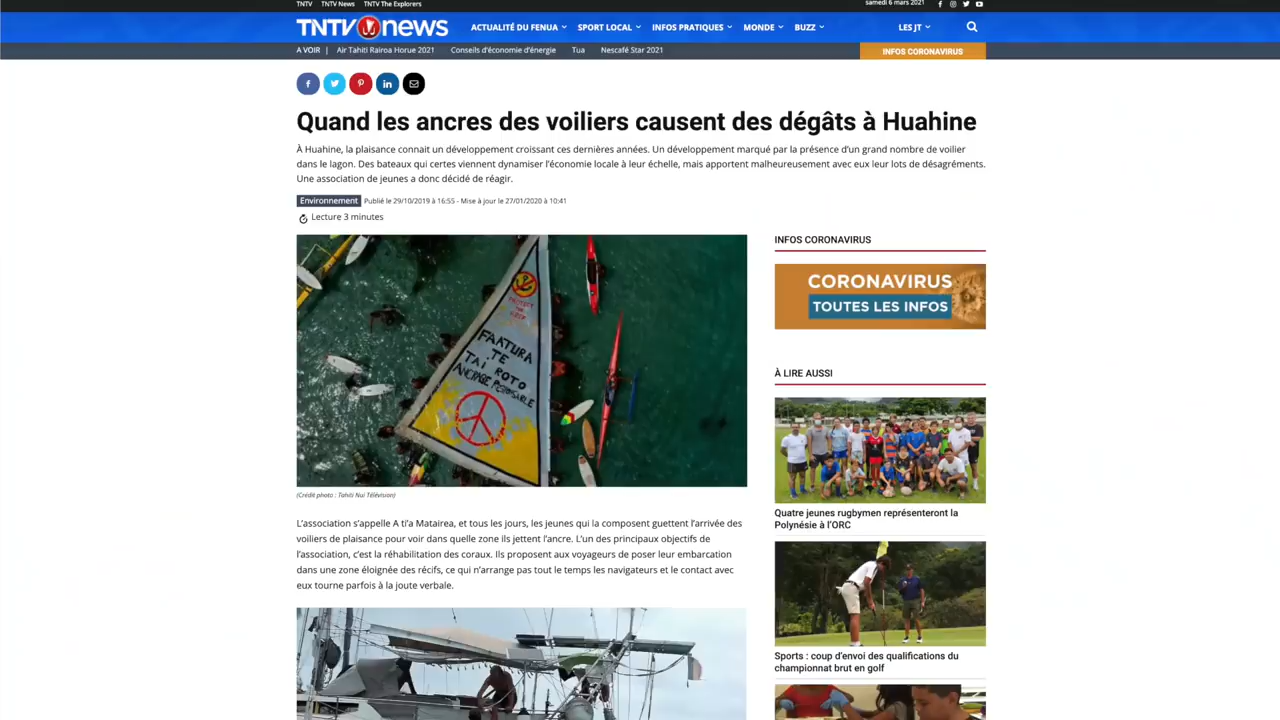 TNTV TNTV News TNTV The Explorers
samedi 6 mars 2021
TNTV NEWS
ACTUALITÉ DU FENUA SPORT LOCAL INFOS PRATIQUES MONDE BUZZ LES JT
A VOIR | Air Tahiti Rairoa Horue 2021 Conseils d'économie d'énergie Tua Nescafé Star 2021
INFOS CORONAVIRUS
Quand les ancres des voiliers causent des dégâts à Huahine
À Huahine, la plaisance connait un développement croissant ces dernières années. Un développement marqué par la présence d'un grand nombre de voilier
dans le lagon. Des bateaux qui certes viennent dynamiser l'économie locale à leur échelle, mais apportent malheureusement avec eux leur lots de désagréments.
Une association de jeunes a donc décidé de réagir.
Environnement Publié le 29/10/2019 à 16:55 - Mise à jour le 27/01/2020 à 10:41
Lecture 3 minutes
PROTECT
THE
REEF
FAATURA
TE
TAI ROTO
ANCRAGE RESPONSABLE
(Crédit photo : Tahiti Nui Télévision)
L'association s'appelle A ti'a Matairea, et tous les jours, les jeunes qui la composent guettent l'arrivée des
voiliers de plaisance pour voir dans quelle zone ils jettent l'ancre. L'un des principaux objectifs de
l'association, c'est la réhabilitation des coraux. Ils proposent aux voyageurs de poser leur embarcation
dans une zone éloignée des récifs, ce qui n'arrange pas tout le temps les navigateurs et le contact avec
eux tourne parfois à la joute verbale.
INFOS CORONAVIRUS
CORONAVIRUS
TOUTES LES INFOS
À LIRE AUSSI
Quatre jeunes rugbymen représenteront la
Polynésie à l'ORC
Sports : coup d'envoi des qualifications du
championnat brut en golf